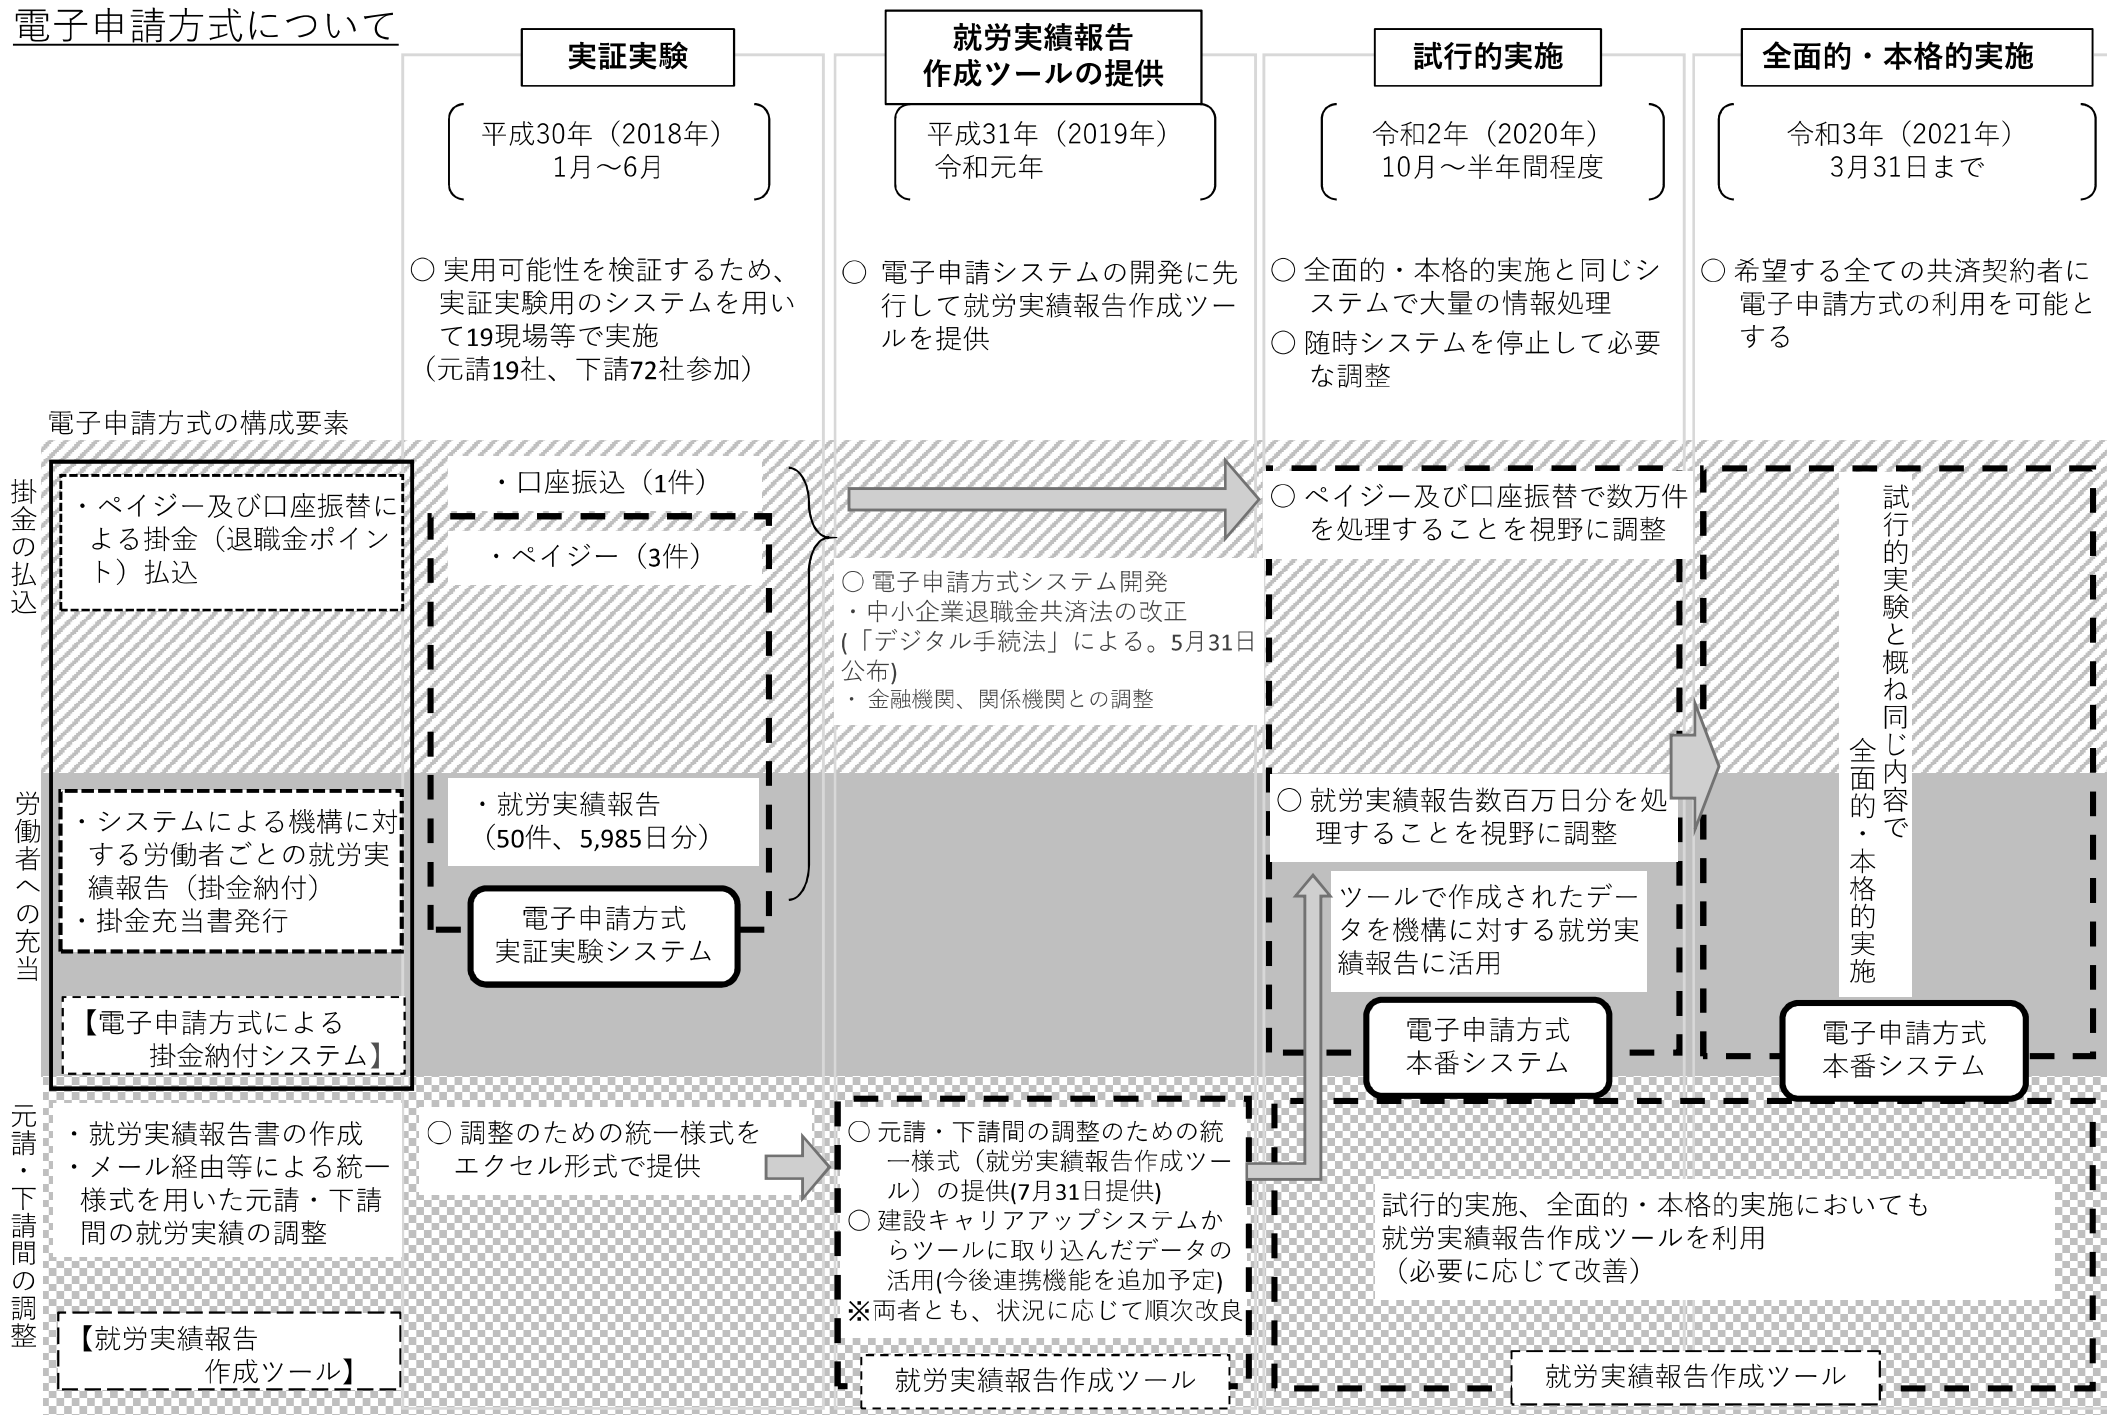 電子申請方式について
実証実験
平成30年（2018年）
1月～6月
○ 実用可能性を検証するため、
実証実験用のシステムを用い
て19現場等で実施
（元請19社、下請72社参加）
就労実績報告
作成ツールの提供
平成31年（2019年）
令和元年
○ 電子申請システムの開発に先
行して就労実績報告作成ツー
ルを提供
試行的実施
令和2年（2020年）
10月～半年間程度
○ 全面的・本格的実施と同じシ
ステムで大量の情報処理
○ 随時システムを停止して必要
な調整
全面的・本格的実施
令和3年（2021年）
3月31日まで
○ 希望する全ての共済契約者に
電子申請方式の利用を可能と
する
電子申請方式の構成要素
掛金の払込
・ペイジー及び口座振替に
よる掛金（退職金ポイン
ト）払込
・口座振込（1件）
・ペイジー（3件）
○ 電子申請方式システム開発
・中小企業退職金共済法の改正
(「デジタル手続法」による。5月31日
公布)
・ 金融機関、関係機関との調整
○ ペイジー及び口座振替で数万件
を処理することを視野に調整
試行的実験と概ね同じ内容で
全面的・本格的実施
労働者への充当
・システムによる機構に対
する労働者ごとの就労実
績報告（掛金納付）
・掛金充当書発行
【電子申請方式による
掛金納付システム】
・就労実績報告
（50件、5,985日分）
電子申請方式
実証実験システム
○ 就労実績報告数百万日分を処
理することを視野に調整
ツールで作成されたデー
タを機構に対する就労実
績報告に活用
電子申請方式
本番システム
電子申請方式
本番システム
元請・下請間の調整
・就労実績報告書の作成
・メール経由等による統一
様式を用いた元請・下請
間の就労実績の調整
【就労実績報告
作成ツール】
○ 調整のための統一様式を
エクセル形式で提供
○ 元請・下請間の調整のための統
一様式（就労実績報告作成ツー
ル）の提供(7月31日提供)
○ 建設キャリアアップシステムか
らツールに取り込んだデータの
活用(今後連携機能を追加予定)
※両者とも、状況に応じて順次改良
就労実績報告作成ツール
試行的実施、全面的・本格的実施においても
就労実績報告作成ツールを利用
（必要に応じて改善）
就労実績報告作成ツール